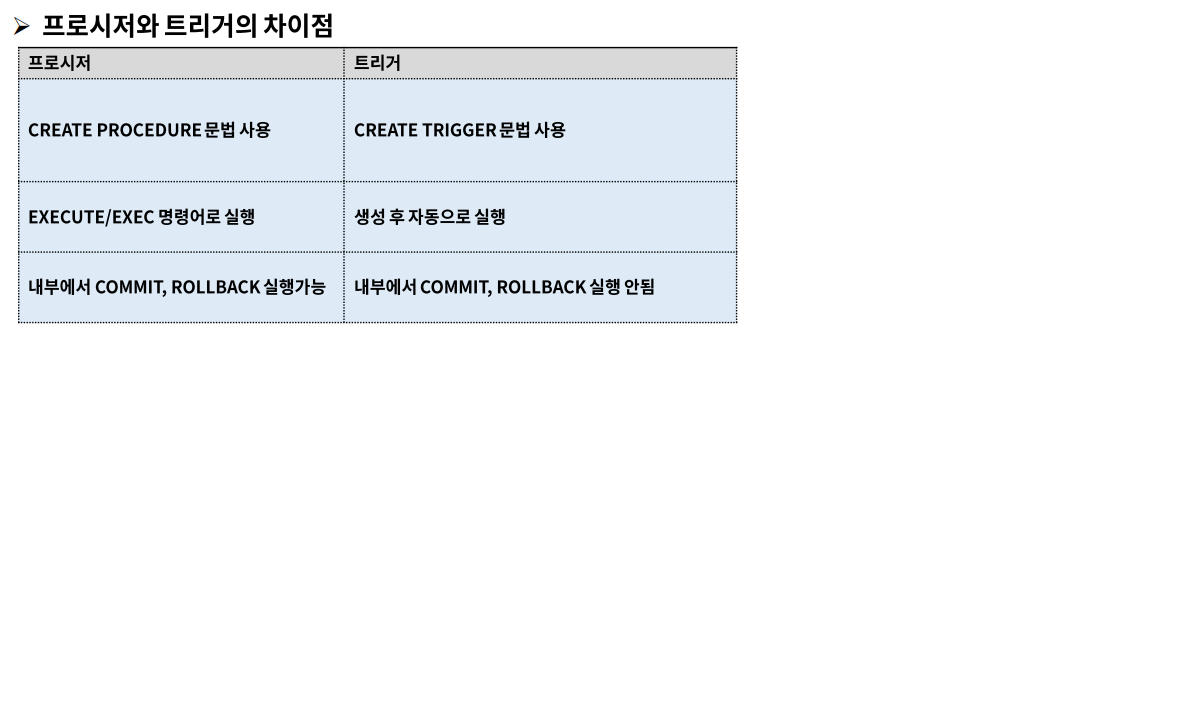 ➢ 프로시저와 트리거의 차이점
프로시저 트리거
CREATE PROCEDURE 문법 사용 CREATE TRIGGER 문법 사용
EXECUTE/EXEC 명령어로 실행 생성 후 자동으로 실행
내부에서 COMMIT, ROLLBACK 실행가능 내부에서 COMMIT, ROLLBACK 실행 안됨